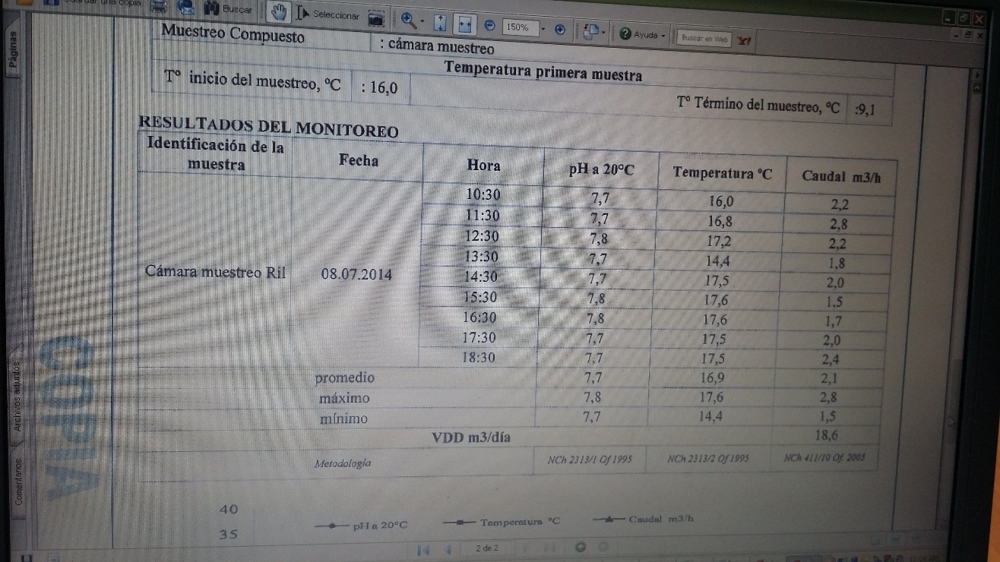 Buscar Seleccionar 150% Ayuda Buscar en Web
Páginas
Muestreo Compuesto : cámara muestreo
Temperatura primera muestra
Tº inicio del muestreo, ºC : 16,0 Tº Término del muestreo, ºC :9,1
RESULTADOS DEL MONITOREO
Identificación de la muestra Fecha Hora pH a 20°C Temperatura ºC Caudal m3/h
10:30 7,7 16,0 2,2
11:30 7,7 16,8 2,8
12:30 7,8 17,2 2,2
13:30 7,7 14,4 1,8
Cámara muestreo Ril 08.07.2014 14:30 7,7 17,5 2,0
15:30 7,8 17,6 1,5
16:30 7,8 17,6 1,7
17:30 7,7 17,5 2,0
18:30 7,7 17,5 2,4
promedio 7,7 16,9 2,1
máximo 7,8 17,6 2,8
mínimo 7,7 14,4 1,5
VDD m3/día 18,6
Metodología NCh 2313/1 Of 1995 NCh 2313/2 Of 1995 NCh 411/10 Of. 2005
COPIA
Archivos adjuntos
Comentarios
40
35
pH a 20°C Temperatura ºC Caudal m3/h
2 de 2